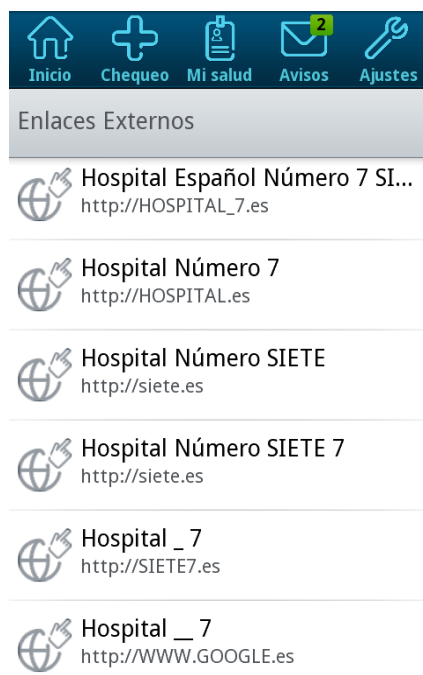 2
Inicio Chequeo Mi salud Avisos Ajustes
Enlaces Externos
Hospital Español Número 7 SI...
http://HOSPITAL_7.es
Hospital Número 7
http://HOSPITAL.es
Hospital Número SIETE
http://siete.es
Hospital Número SIETE 7
http://siete.es
Hospital _ 7
http://SIETE7.es
Hospital __ 7
http://WWW.GOOGLE.es